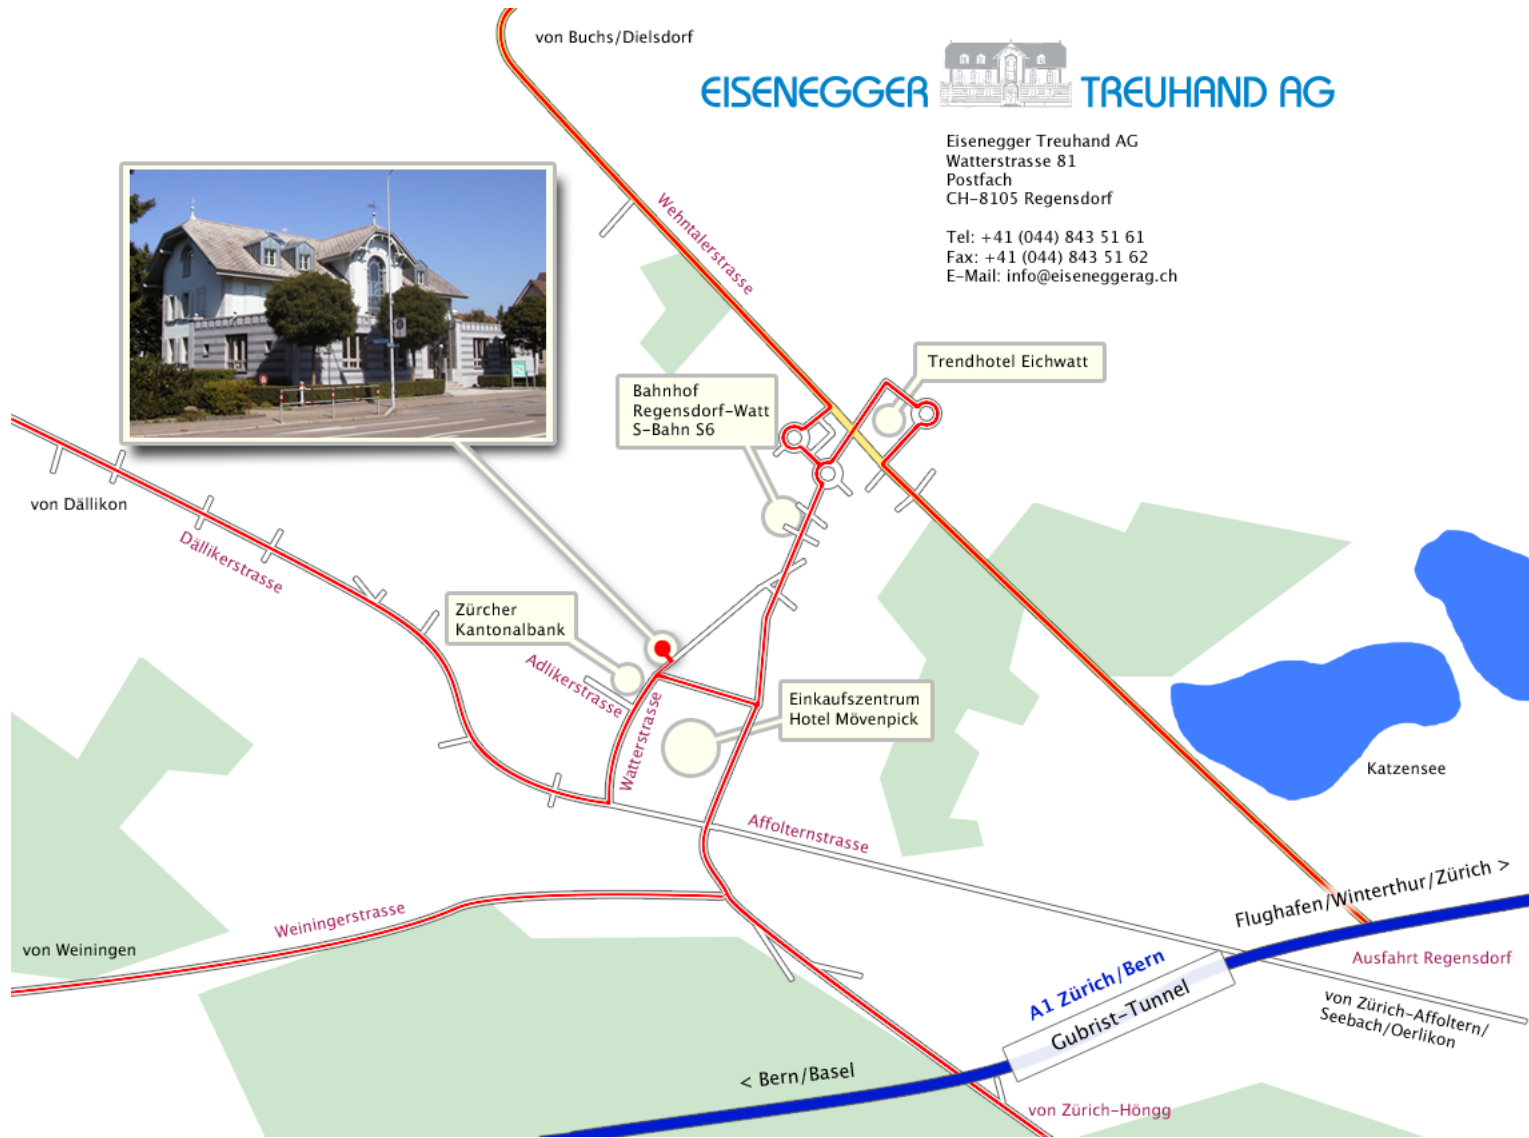 von Buchs/Dielsdorf
EISENEGGER TREUHAND AG
Eisenegger Treuhand AG
Watterstrasse 81
Postfach
CH-8105 Regensdorf
Tel: +41 (044) 843 51 61
Fax: +41 (044) 843 51 62
E-Mail: info@eiseneggerag.ch
Wehntalerstrasse
Trendhotel Eichwatt
Bahnhof
Regensdorf-Watt
S-Bahn S6
von Dällikon
Dällikerstrasse
Zürcher
Kantonalbank
Adlikerstrasse
Watterstrasse
Einkaufszentrum
Hotel Mövenpick
Katzensee
Affolternstrasse
Flughafen/Winterthur/Zürich >
Weiningerstrasse
von Weiningen
Ausfahrt Regensdorf
A1 Zürich/Bern
Gubrist-Tunnel
von Zürich-Affoltern/
Seebach/Oerlikon
< Bern/Basel
von Zürich-Höngg